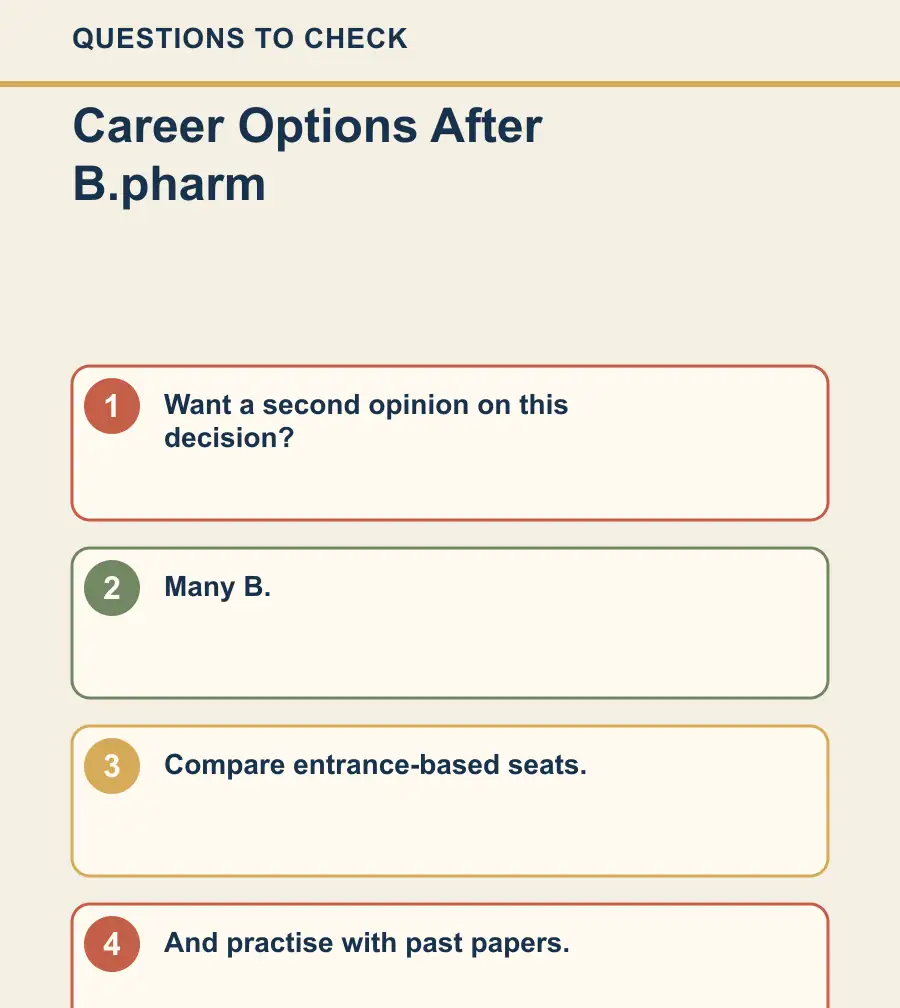 QUESTIONS TO CHECK
Career Options After
B.pharm
1
Want a second opinion on this
decision?
2
Many B.
3
Compare entrance-based seats.
4
And practise with past papers.